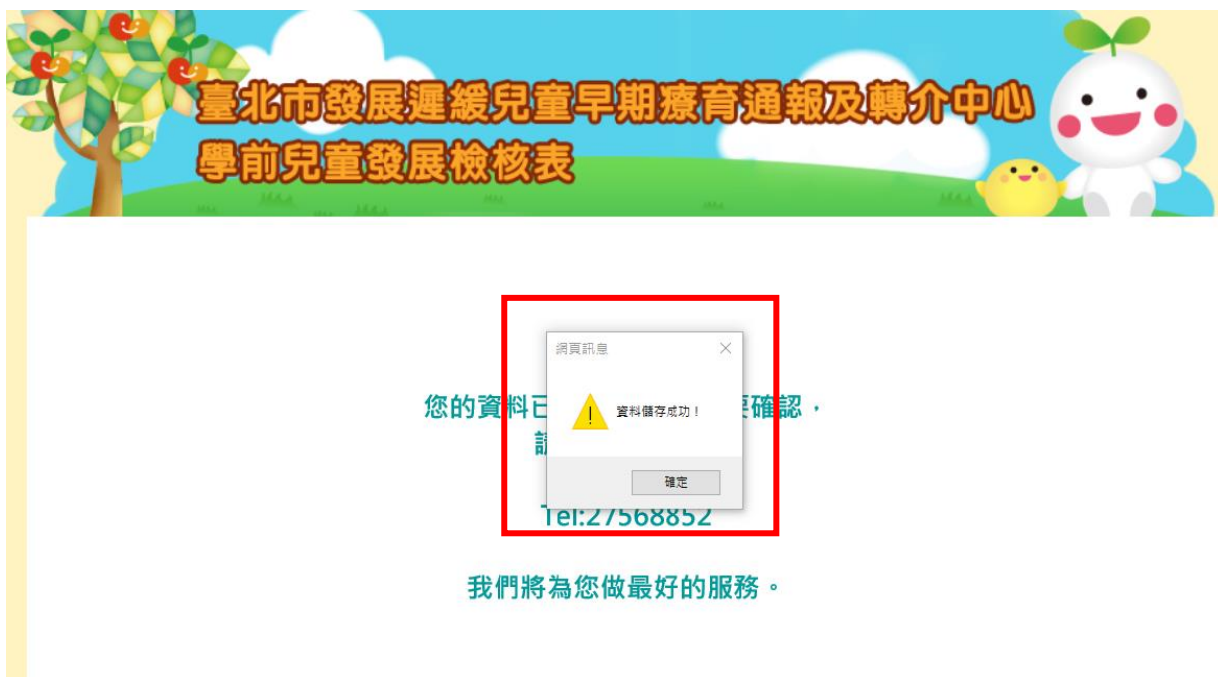 臺北市發展遲緩兒童早期療育通報及轉介中心
學前兒童發展檢核表
網頁訊息
資料儲存成功！
確定
您的資料已 要確認，
Tel:27568852
我們將為您做最好的服務。